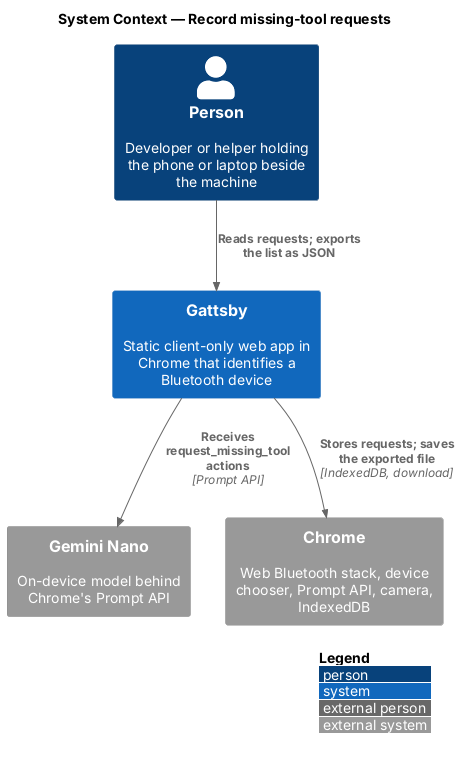 System Context — Record missing-tool requests
Person
Developer or helper holding
the phone or laptop beside
the machine
Reads requests; exports
the list as JSON
Gattsby
Static client-only web app in
Chrome that identifies a
Bluetooth device
Receives
request_missing_tool
actions
[Prompt API]
Stores requests; saves
the exported file
[IndexedDB, download]
Gemini Nano
On-device model behind
Chrome's Prompt API
Chrome
Web Bluetooth stack, device
chooser, Prompt API, camera,
IndexedDB
Legend
person
system
external person
external system